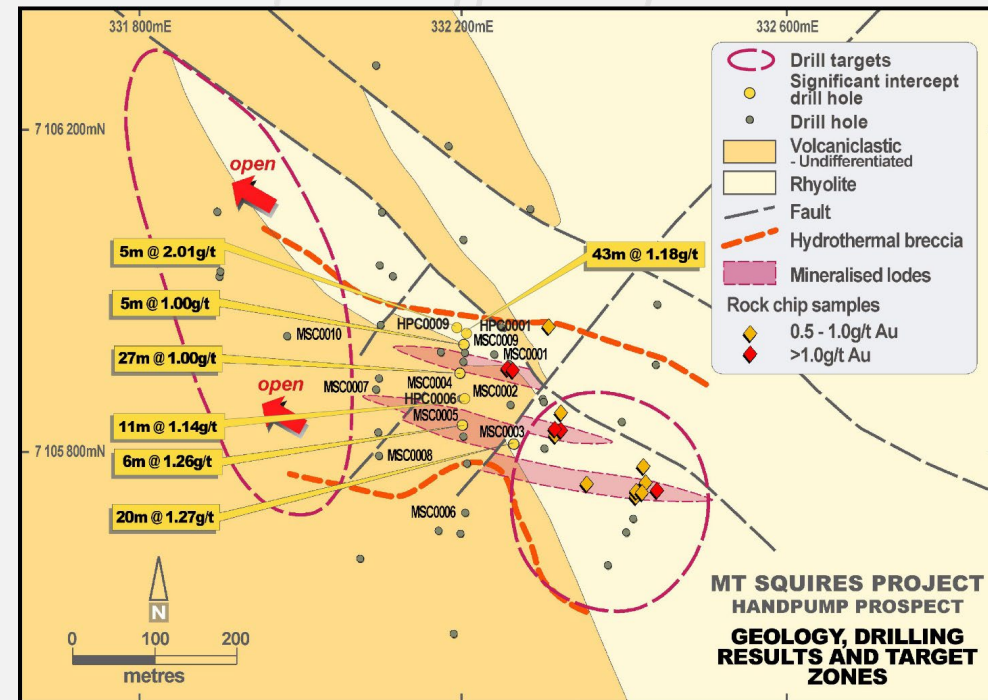 331 800mE
332 200mE
332 600mE
7 106 200mN
7 105 800mN
open
open
5m @ 2.01g/t
5m @ 1.00g/t
27m @ 1.00g/t
11m @ 1.14g/t
6m @ 1.26g/t
20m @ 1.27g/t
43m @ 1.18g/t
HPC0009
HPC0001
MSC0009
MSC0010
MSC0001
MSC0004
MSC0007
MSC0002
HPC0006
MSC0005
MSC0003
MSC0008
MSC0006
Drill targets
Significant intercept
drill hole
Drill hole
Volcaniclastic
- Undifferentiated
Rhyolite
Fault
Hydrothermal breccia
Mineralised lodes
Rock chip samples
0.5 - 1.0g/t Au
>1.0g/t Au
N
0 100 200
metres
MT SQUIRES PROJECT
HANDPUMP PROSPECT
GEOLOGY, DRILLING
RESULTS AND TARGET
ZONES